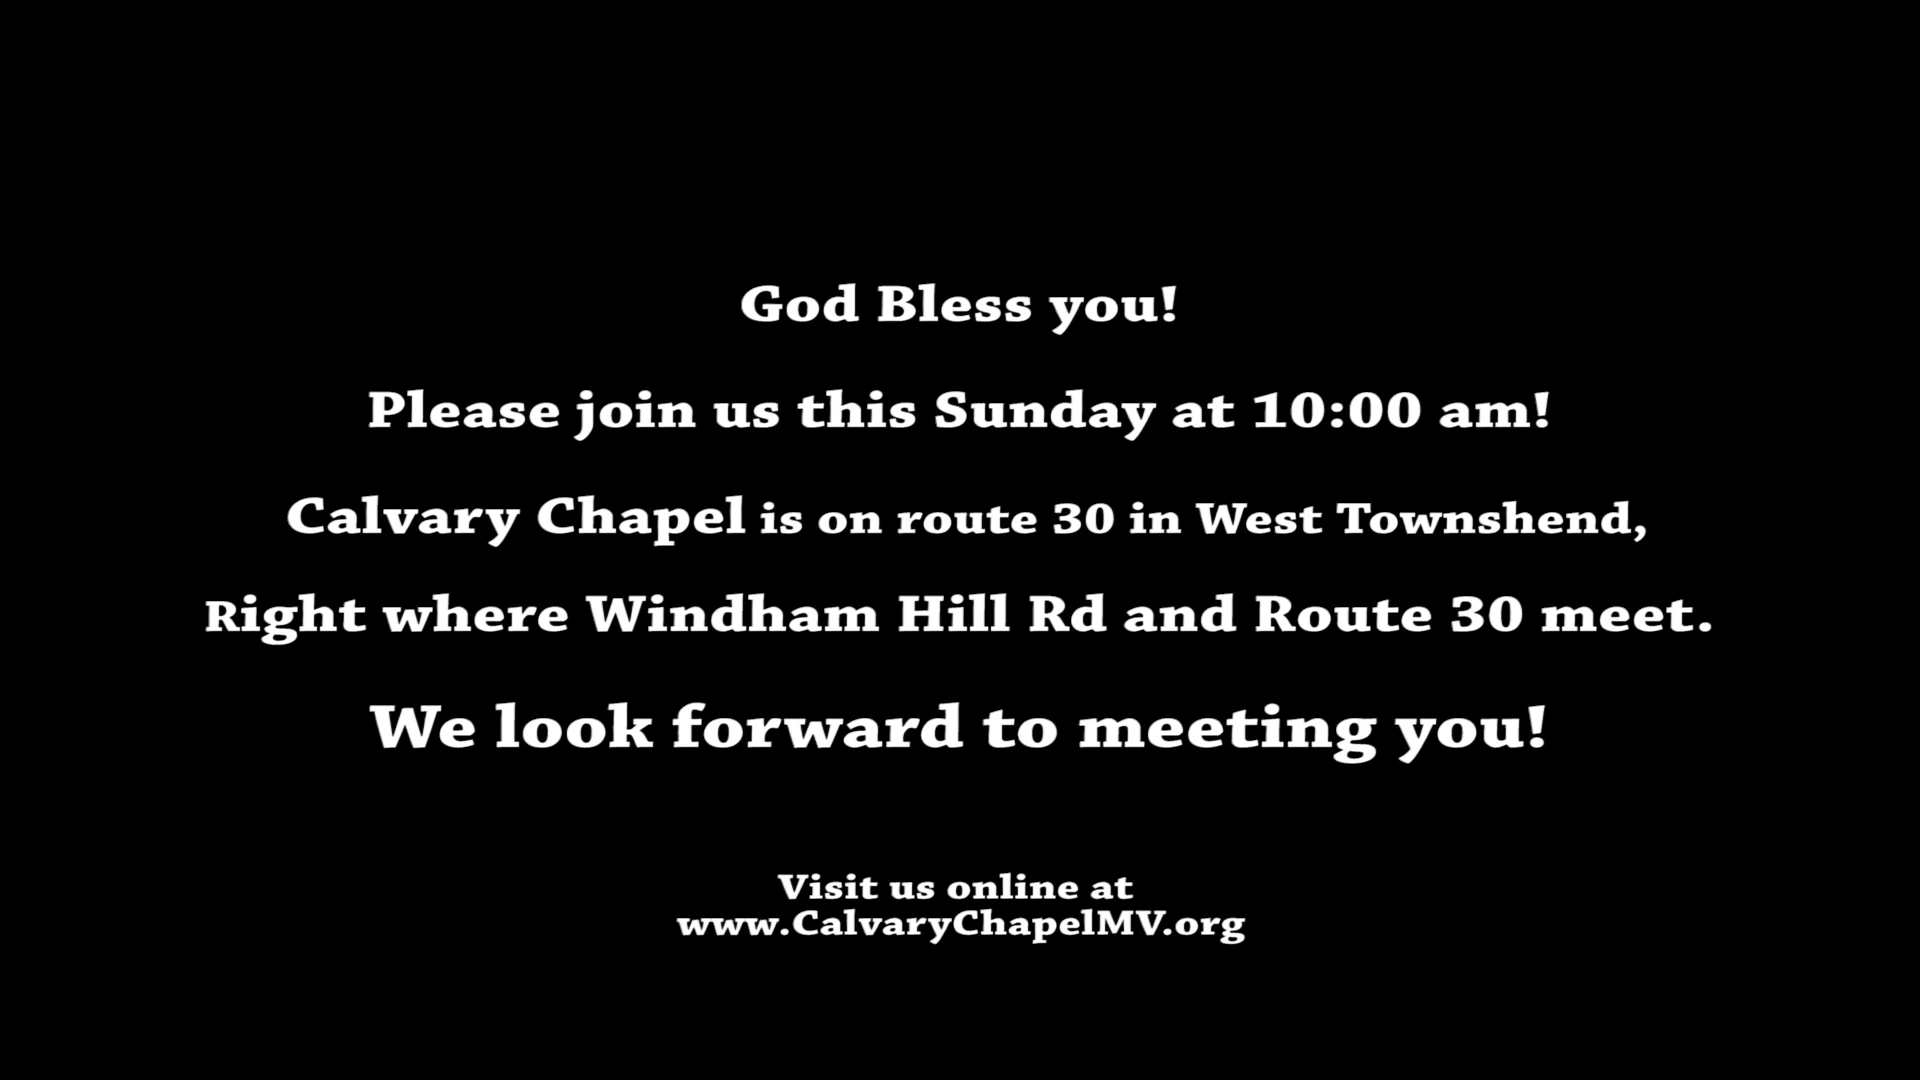 God Bless you!
Please join us this Sunday at 10:00 am!
Calvary Chapel is on route 30 in West Townshend,
Right where Windham Hill Rd and Route 30 meet.
We look forward to meeting you!
Visit us online at
www.CalvaryChapelMV.org